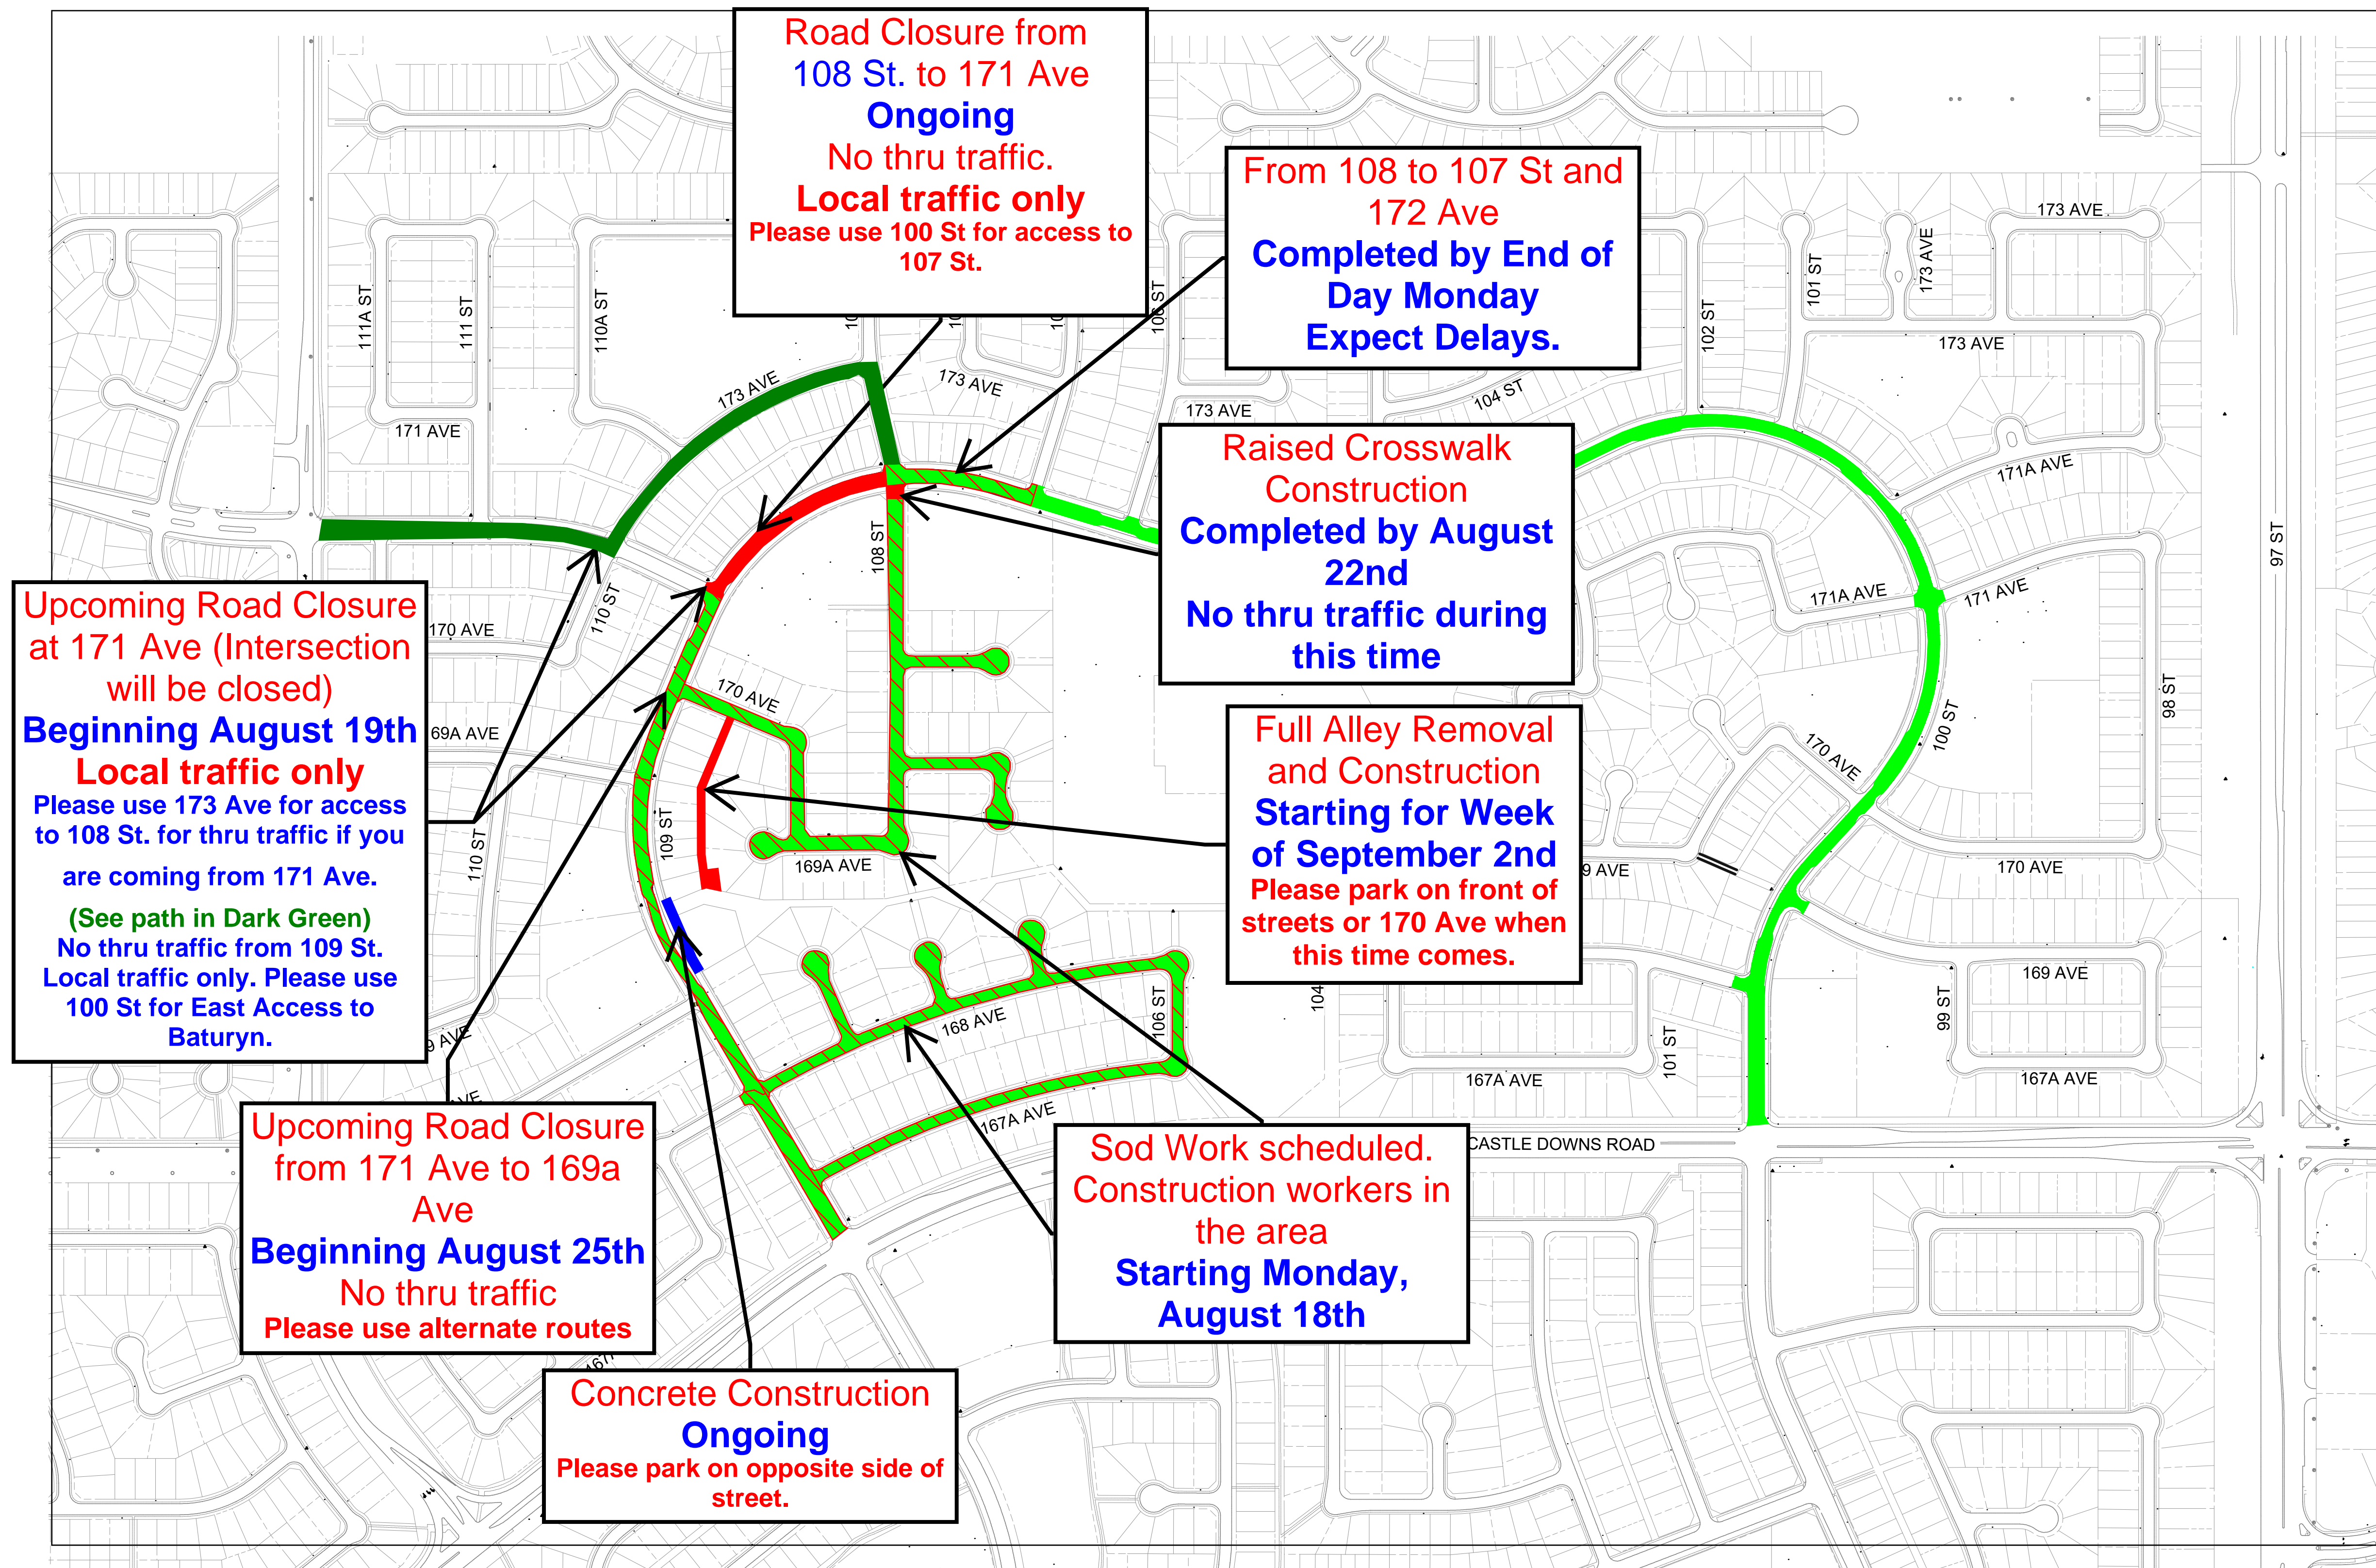 Road Closure from
108 St. to 171 Ave
Ongoing
No thru traffic.
Local traffic only
Please use 100 St for access to
107 St.
From 108 to 107 St and
172 Ave
Completed by End of
Day Monday
Expect Delays.
Raised Crosswalk
Construction
Completed by August
22nd
No thru traffic during
this time
Upcoming Road Closure
at 171 Ave (Intersection
will be closed)
Beginning August 19th
Local traffic only
Please use 173 Ave for access
to 108 St. for thru traffic if you
are coming from 171 Ave.
(See path in Dark Green)
No thru traffic from 109 St.
Local traffic only. Please use
100 St for East Access to
Baturyn.
Full Alley Removal
and Construction
Starting for Week
of September 2nd
Please park on front of
streets or 170 Ave when
this time comes.
Upcoming Road Closure
from 171 Ave to 169a
Ave
Beginning August 25th
No thru traffic
Please use alternate routes
Sod Work scheduled.
Construction workers in
the area
Starting Monday,
August 18th
Concrete Construction
Ongoing
Please park on opposite side of
street.
111A ST
111 ST
110A ST
171 AVE
173 AVE
173 AVE
106 ST
173 AVE
104 ST
102 ST
101 ST
173 AVE
173 AVE
173 AVE
171A AVE
171A AVE
171 AVE
97 ST
98 ST
100 ST
170 AVE
170 AVE
108 ST
110 ST
170 AVE
170 AVE
69A AVE
109 ST
110 ST
169A AVE
9 AVE
9 AVE
AVE
168 AVE
106 ST
167A AVE
104
101 ST
167A AVE
99 ST
169 AVE
167A AVE
CASTLE DOWNS ROAD
167A